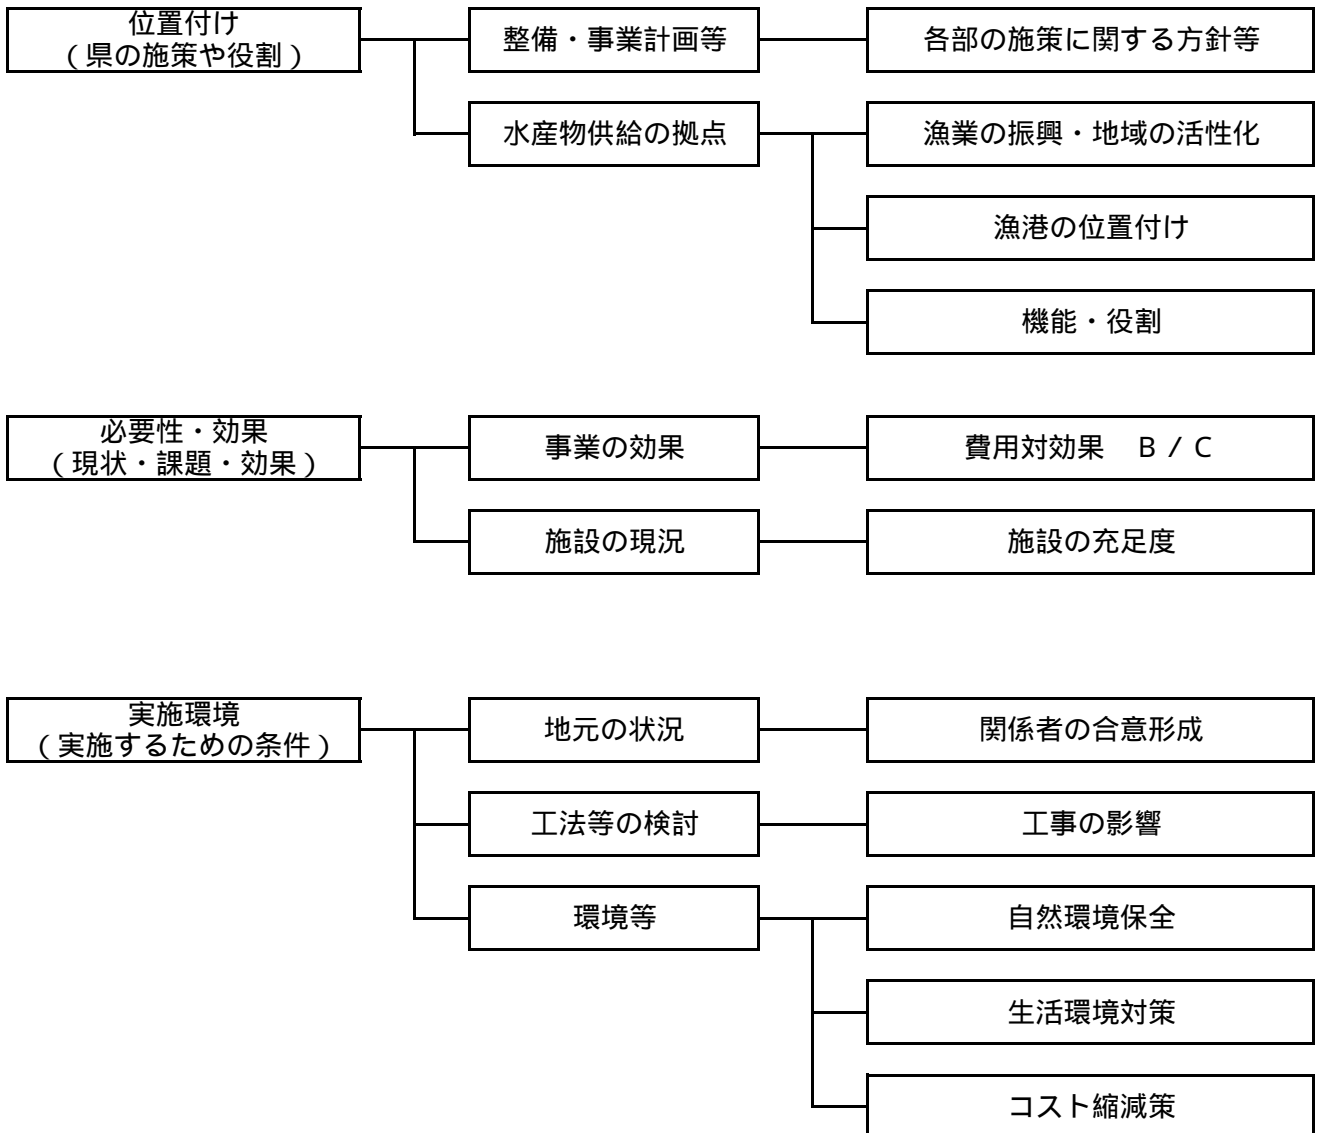 位置付け
（県の施策や役割）
整備・事業計画等
各部の施策に関する方針等
水産物供給の拠点
漁業の振興・地域の活性化
漁港の位置付け
機能・役割
必要性・効果
（現状・課題・効果）
事業の効果
費用対効果　Ｂ／Ｃ
施設の現況
施設の充足度
実施環境
（実施するための条件）
地元の状況
関係者の合意形成
工法等の検討
工事の影響
環境等
自然環境保全
生活環境対策
コスト縮減策